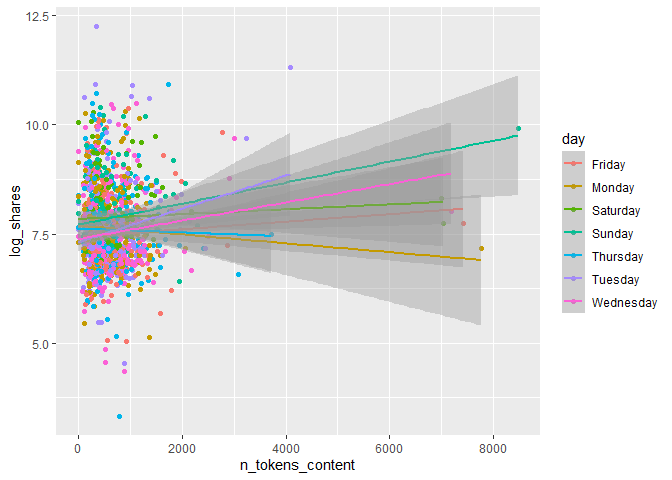 12.5
10.0
7.5
5.0
log_shares
0 2000 4000 6000 8000
n_tokens_content
day
Friday
Monday
Saturday
Sunday
Thursday
Tuesday
Wednesday